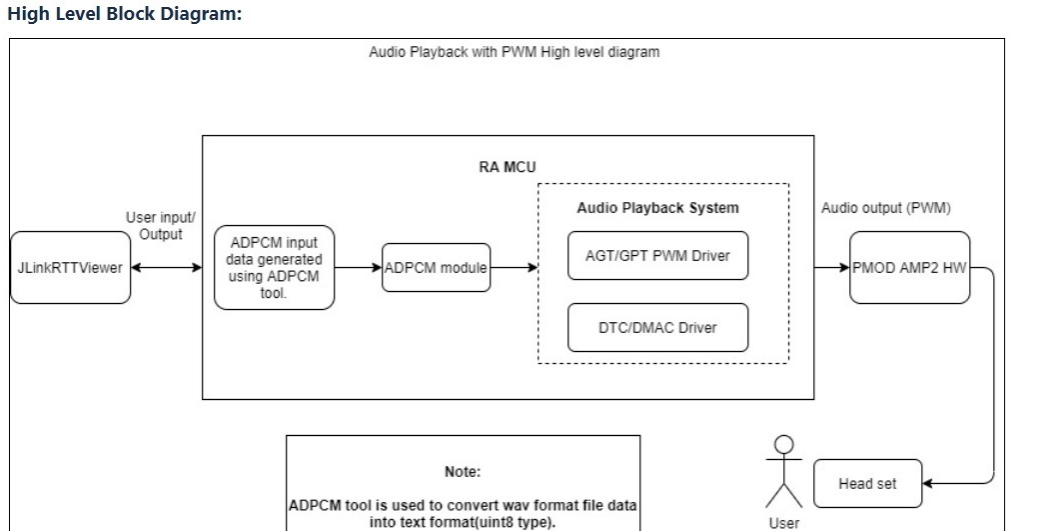 High Level Block Diagram:
Audio Playback with PWM High level diagram
RA MCU
User input/
Output
JLinkRTTViewer
ADPCM input
data generated
using ADPCM
tool.
ADPCM module
Audio Playback System
AGT/GPT PWM Driver
DTC/DMAC Driver
Audio output (PWM)
PMOD AMP2 HW
Head set
User
Note:
ADPCM tool is used to convert wav format file data
into text format(uint8 type).